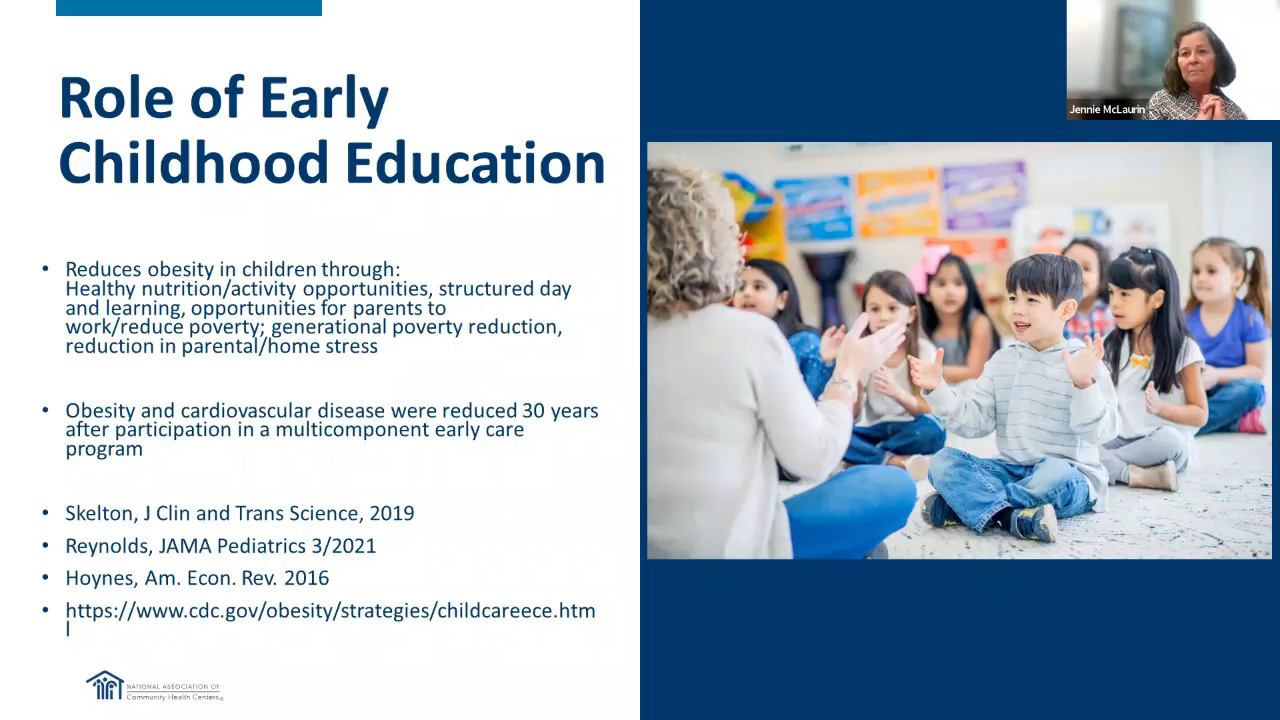 Role of Early
Childhood Education
• Reduces obesity in children through:
Healthy nutrition/activity opportunities, structured day
and learning, opportunities for parents to
work/reduce poverty; generational poverty reduction,
reduction in parental/home stress
• Obesity and cardiovascular disease were reduced 30 years
after participation in a multicomponent early care
program
• Skelton, J Clin and Trans Science, 2019
• Reynolds, JAMA Pediatrics 3/2021
• Hoynes, Am. Econ. Rev. 2016
• https://www.cdc.gov/obesity/strategies/childcareece.htm
l
NATIONAL ASSOCIATION OF
Community Health Centers®
Jennie McLaurin